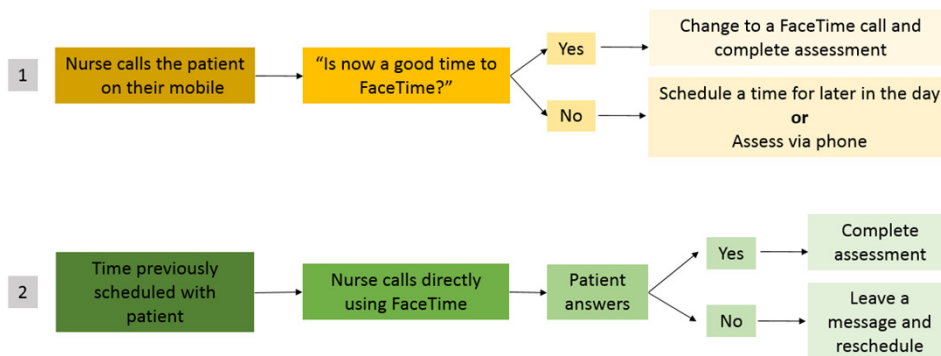 1
Nurse calls the patient
on their mobile
“Is now a good time to
FaceTime?”
Yes
Change to a FaceTime call and
complete assessment
No
Schedule a time for later in the day
or
Assess via phone
2
Time previously
scheduled with
patient
Nurse calls directly
using FaceTime
Patient
answers
Yes
Complete
assessment
No
Leave a
message and
reschedule